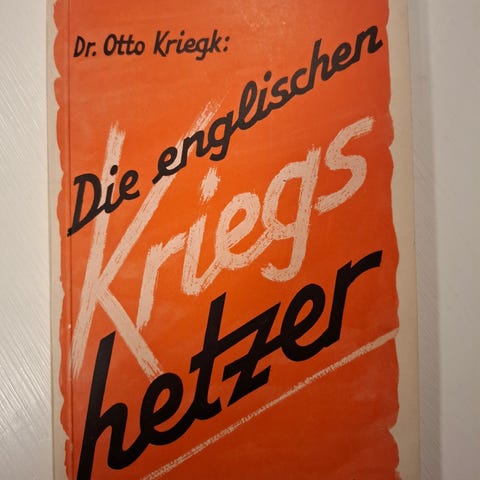 Dr. Otto Kriegk:
Die englischen
Kriegs
hetzer